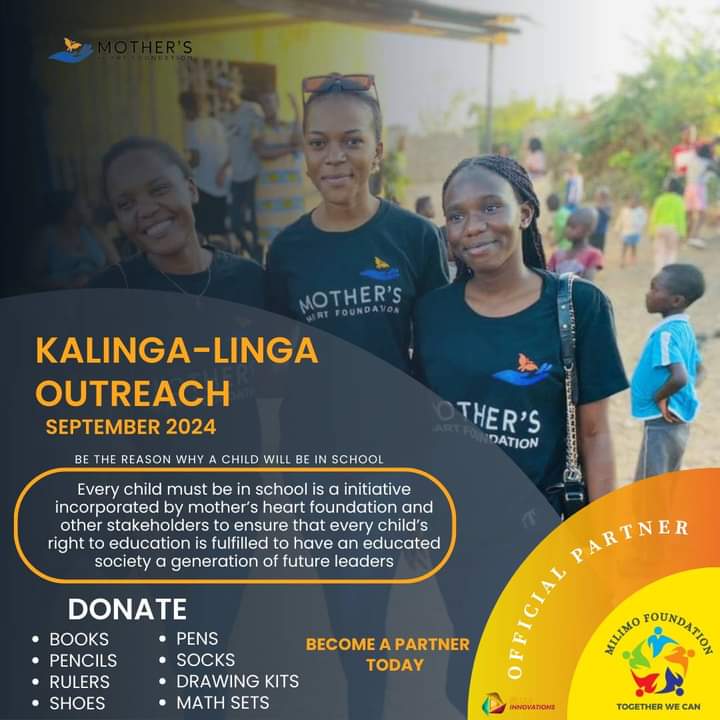 MOTHER'S
HEART FOUNDATION
MOTHER'S
HEART FOUNDATION
MOTHER'S
FOUNDATION
KALINGA-LINGA
OUTREACH
SEPTEMBER 2024
BE THE REASON WHY A CHILD WILL BE IN SCHOOL
Every child must be in school is a initiative
incorporated by mother's heart foundation and
other stakeholders to ensure that every child's
right to education is fulfilled to have an educated
society a generation of future leaders
DONATE
• BOOKS
• PENCILS
• RULERS
• SHOES
• PENS
• SOCKS
• DRAWING KITS
• MATH SETS
BECOME A PARTNER
TODAY
OFFICIAL PARTNER
MILIMO FOUNDATION
TOGETHER WE CAN
INNOVATIONS